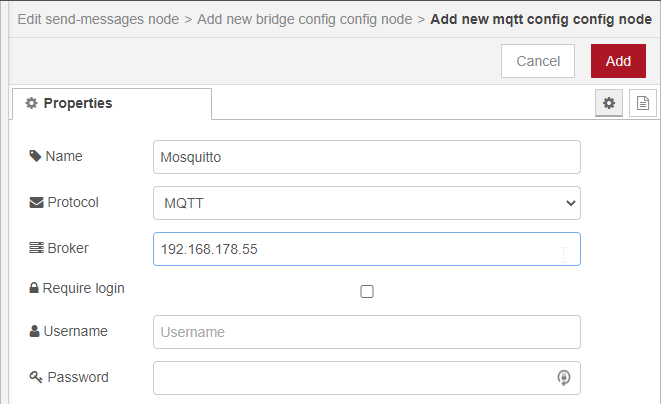 Edit send-messages node > Add new bridge config config node > Add new mqtt config config node
Cancel Add
Properties
Name Mosquitto
Protocol MQTT
Broker 192.168.178.55
Require login
Username Username
Password